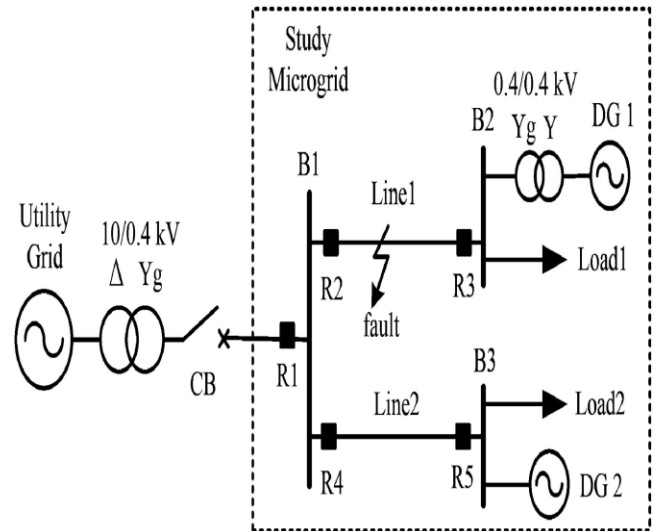 Study
Microgrid
0.4/0.4 kV
Yg Y
DG 1
B2
B1
Line1
Utility
Grid
10/0.4 kV
Δ Yg
R2
R3
Load1
fault
CB
R1
B3
Line2
Load2
R4
R5
DG 2